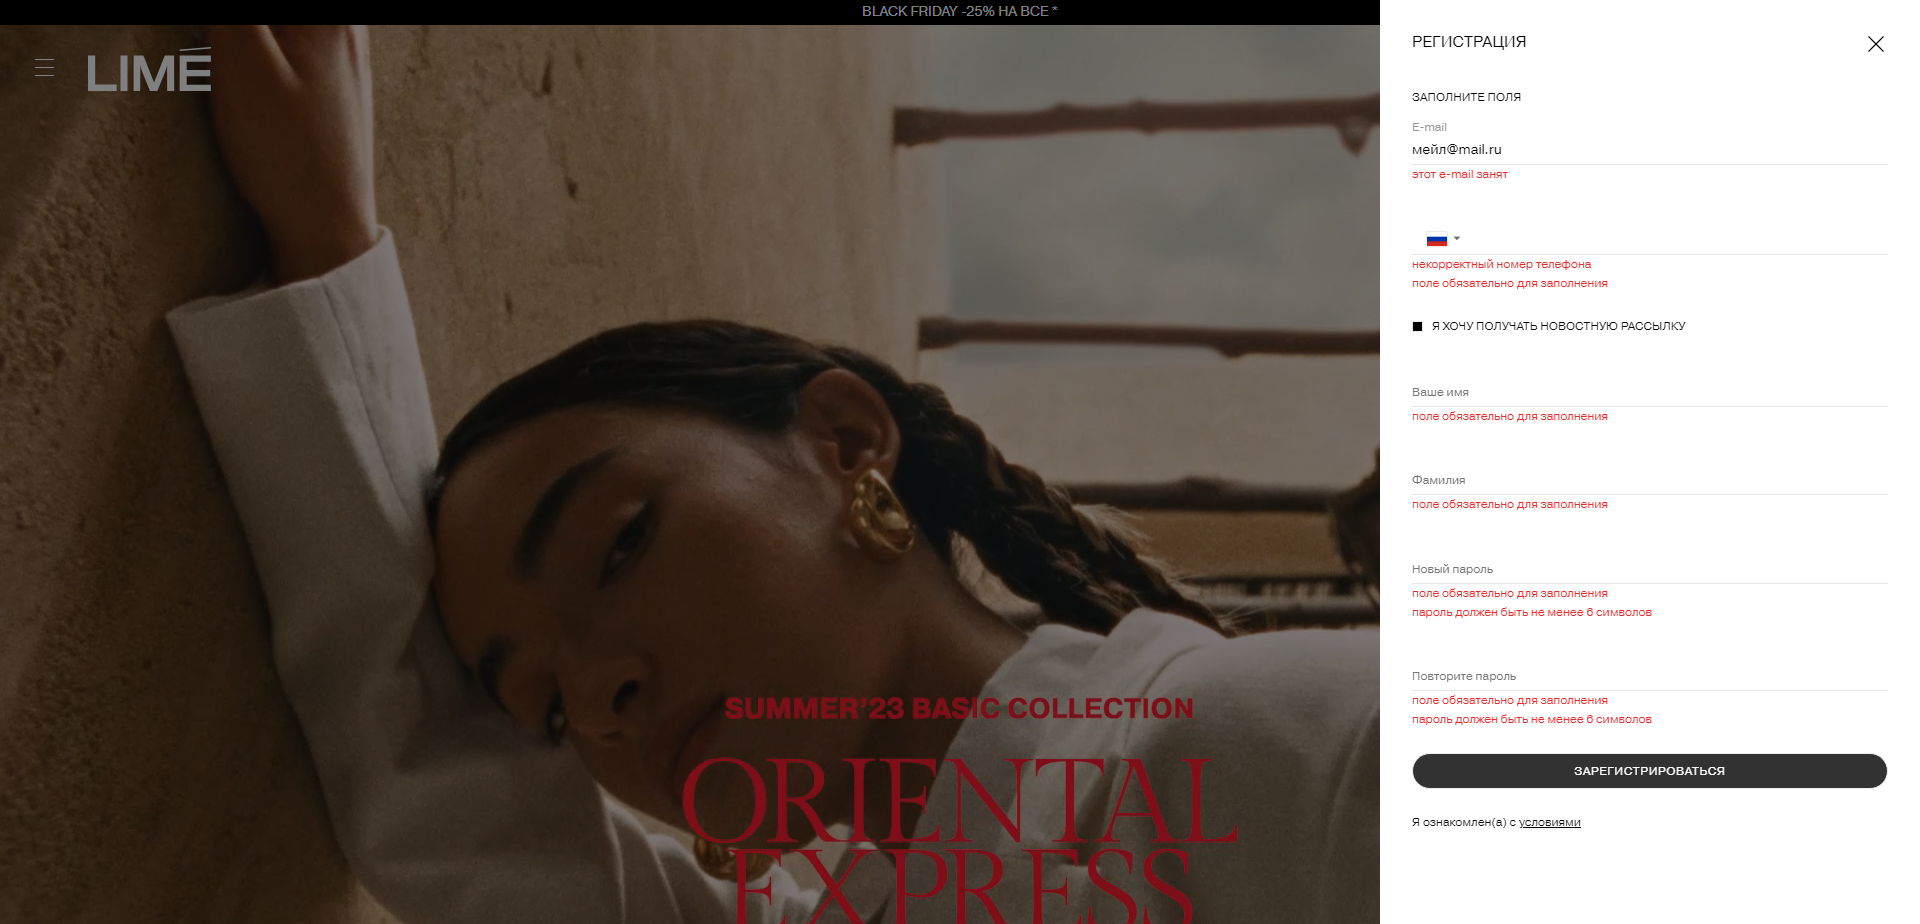 BLACK FRIDAY -25% НА ВСЕ *
LIMÉ
SUMMER'23 BASIC COLLECTION
ORIENTAL
EXPRESS
РЕГИСТРАЦИЯ
ЗАПОЛНИТЕ ПОЛЯ
E-mail
мейл@mail.ru
этот e-mail занят
некорректный номер телефона
поле обязательно для заполнения
Я ХОЧУ ПОЛУЧАТЬ НОВОСТНУЮ РАССЫЛКУ
Ваше имя
поле обязательно для заполнения
Фамилия
поле обязательно для заполнения
Новый пароль
поле обязательно для заполнения
пароль должен быть не менее 6 символов
Повторите пароль
поле обязательно для заполнения
пароль должен быть не менее 6 символов
ЗАРЕГИСТРИРОВАТЬСЯ
Я ознакомлен(а) с условиями